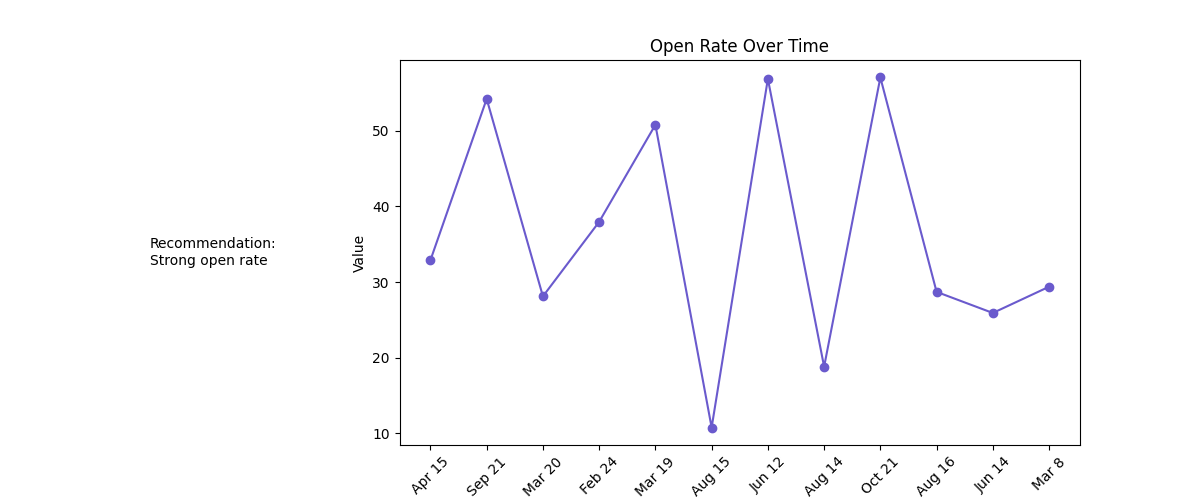 Open Rate Over Time
Recommendation:
Strong open rate
Value
50
40
30
20
10
Apr 15
Sep 21
Mar 20
Feb 24
Mar 19
Aug 15
Jun 12
Aug 14
Oct 21
Aug 16
Jun 14
Mar 8